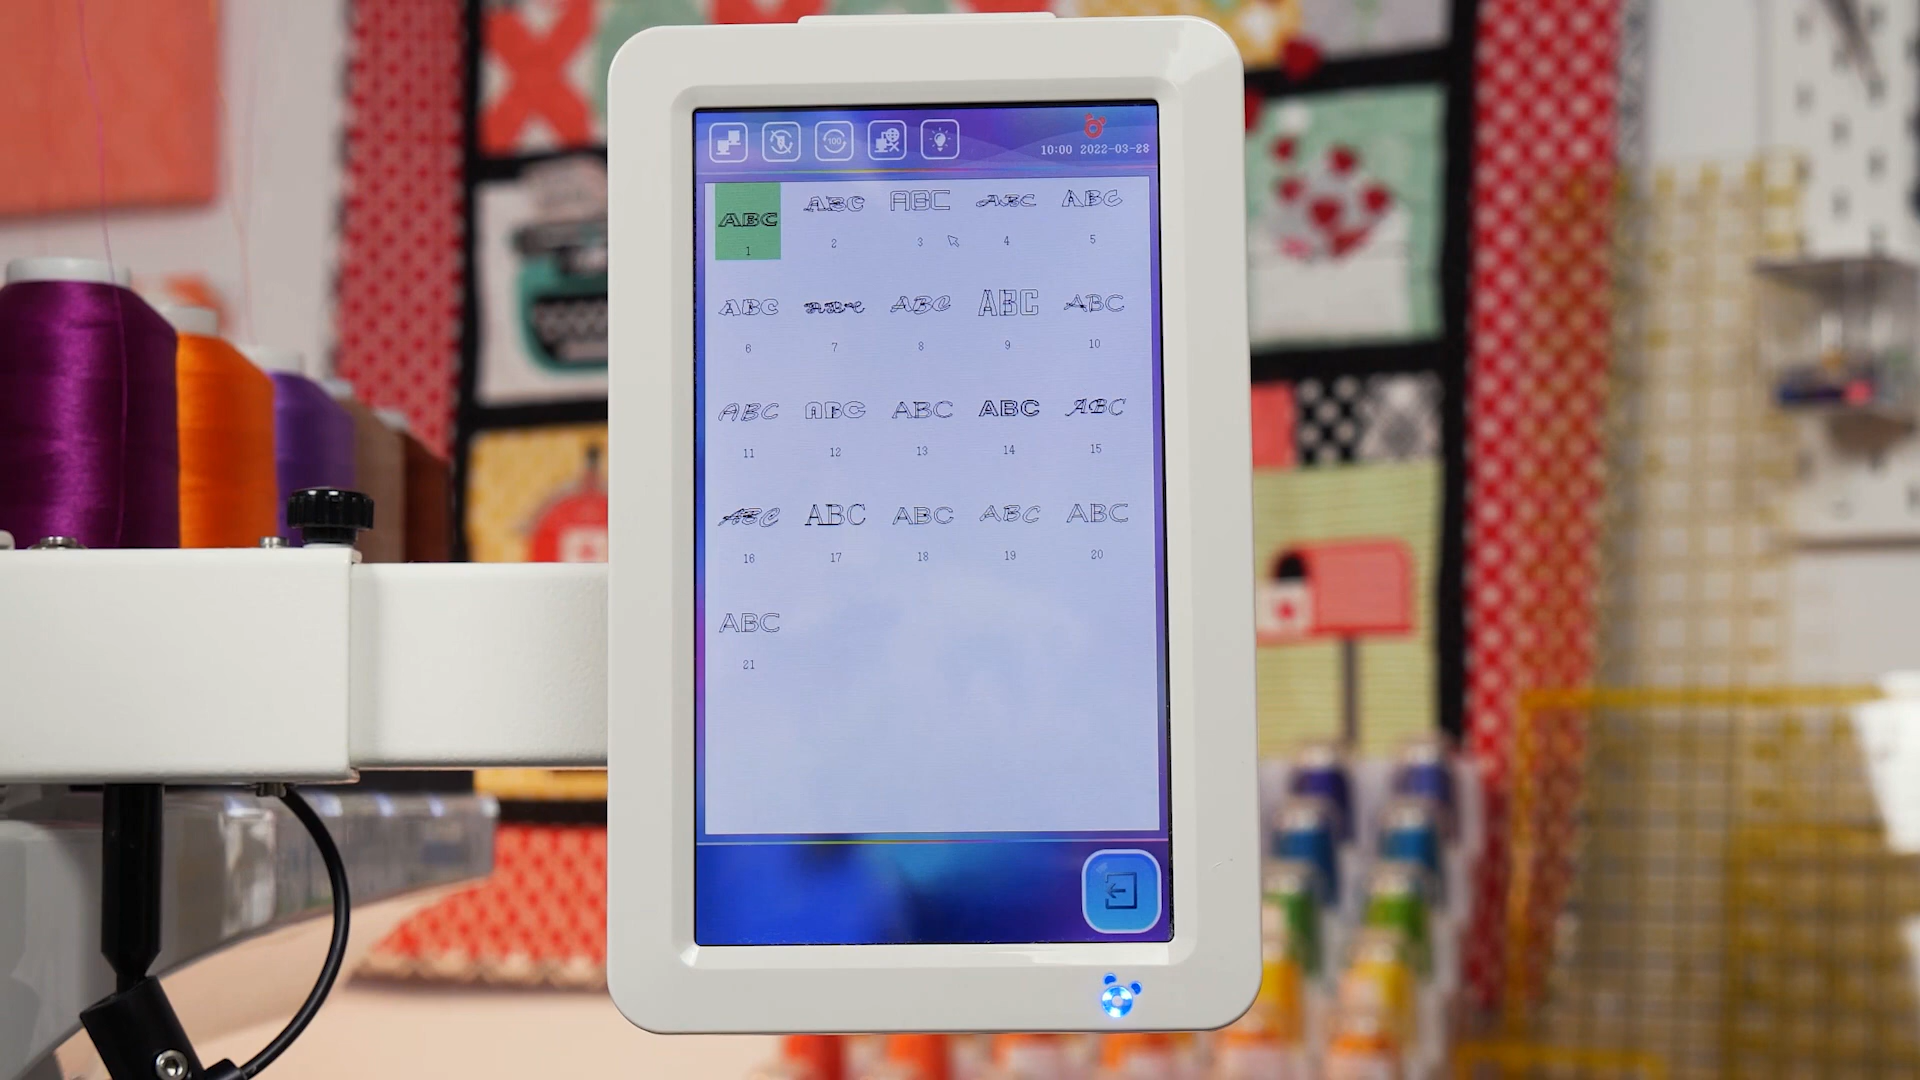 100
10:00 2022-03-28
ABC ABC ABC ABC ABC
1 2 3 4 5
ABC ABC ABC ABC ABC
6 7 8 9 10
ABC ABC ABC ABC ABC
11 12 13 14 15
ABC ABC ABC ABC ABC
16 17 18 19 20
ABC
21